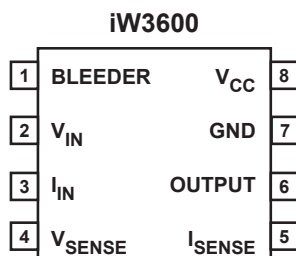 iW3600
1 BLEEDER V_CC 8
2 V_IN GND 7
3 I_IN OUTPUT 6
4 V_SENSE I_SENSE 5